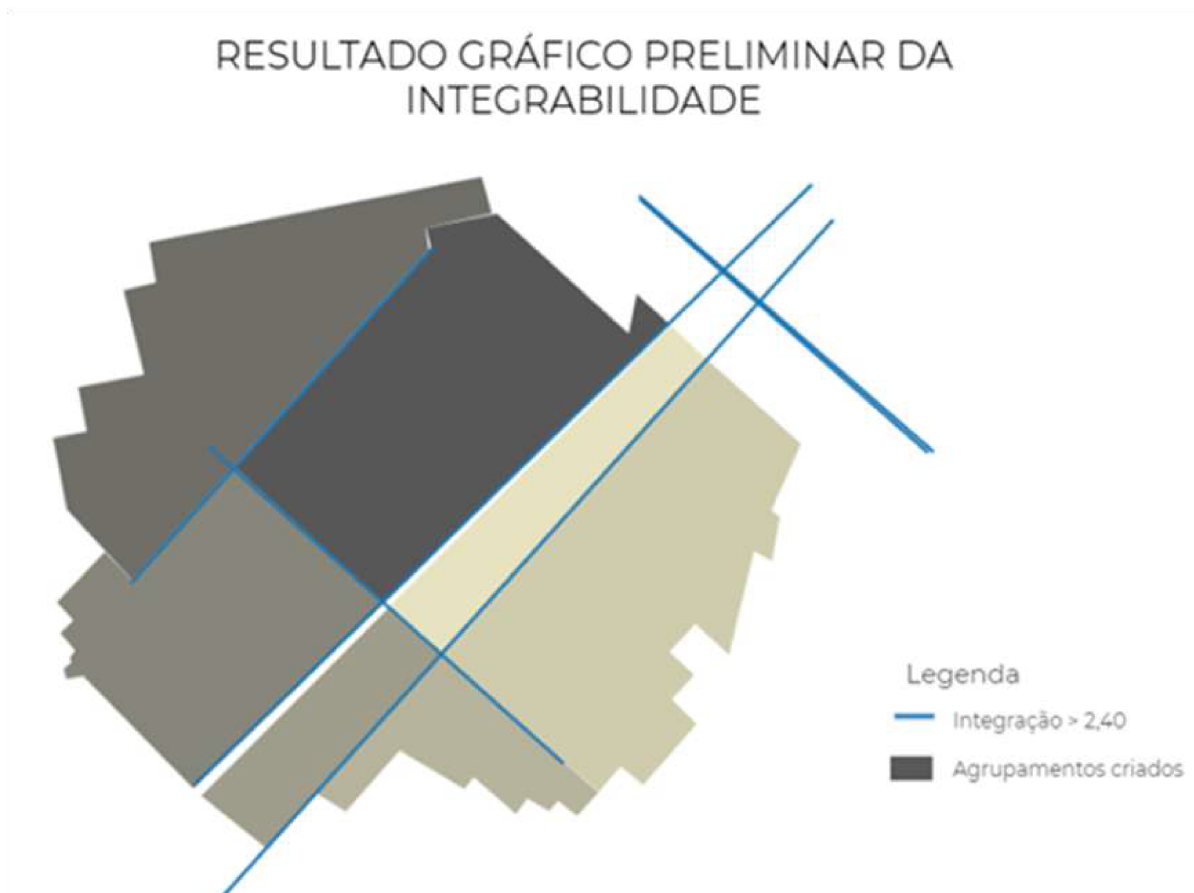 RESULTADO GRÁFICO PRELIMINAR DA
INTEGRABILIDADE
Legenda
Integração > 2,40
Agrupamentos criados